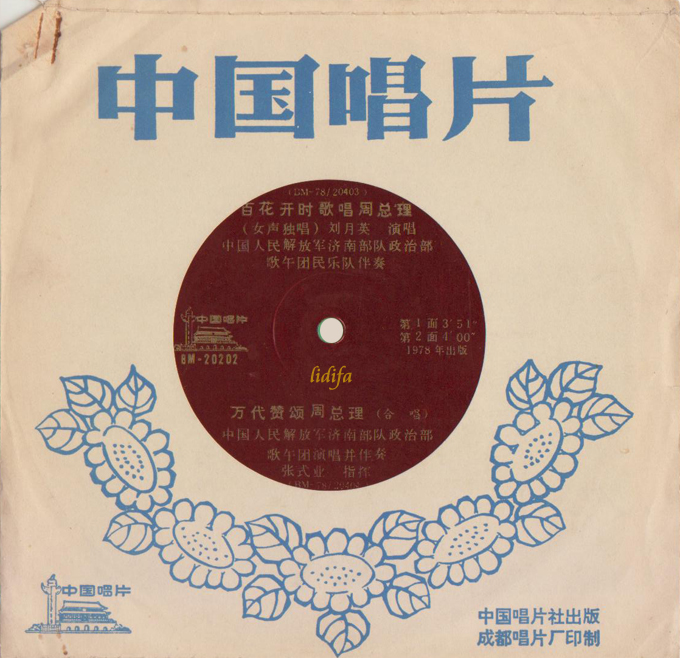 中国唱片
(BM-78/20403)
百花开时歌唱周总理
(女声独唱) 刘月英 演唱
中国人民解放军济南部队政治部
歌午团民乐队伴奏
中国唱片
BM-20202
第1面3′51″
第2面4′00″
1978年出版
lidifa
万代赞颂周总理 (合 唱)
中国人民解放军济南部队政治部
歌午团演唱并伴奏
张式业 指挥
中国唱片
中国唱片社出版
成都唱片厂印制